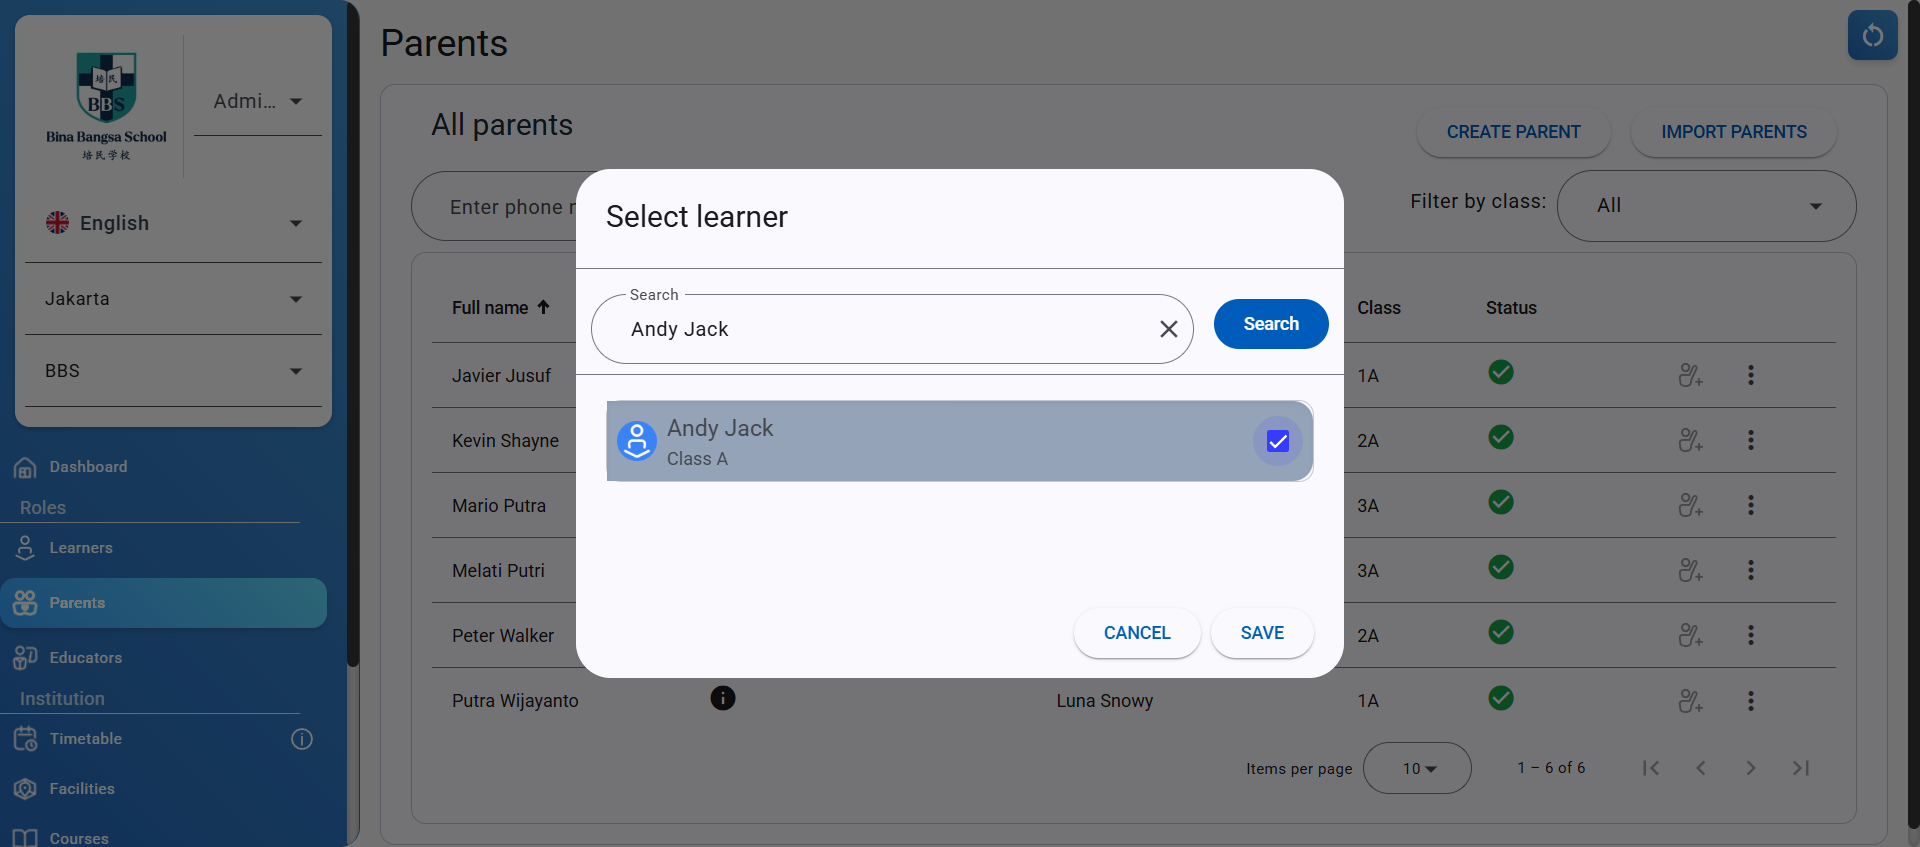 培 民
BBS
Bina Bangsa School
培民学校
Admi...
English
Jakarta
BBS
Dashboard
Roles
Learners
Parents
Educators
Institution
Timetable
Facilities
Courses
Parents
All parents
CREATE PARENT
IMPORT PARENTS
Enter phone n
Filter by class:
All
Full name
Class
Status
Javier Jusuf
1A
Kevin Shayne
2A
Mario Putra
3A
Melati Putri
3A
Peter Walker
2A
Putra Wijayanto
Luna Snowy
1A
Items per page
10
1 – 6 of 6
Select learner
Search
Andy Jack
Search
Andy Jack
Class A
CANCEL
SAVE